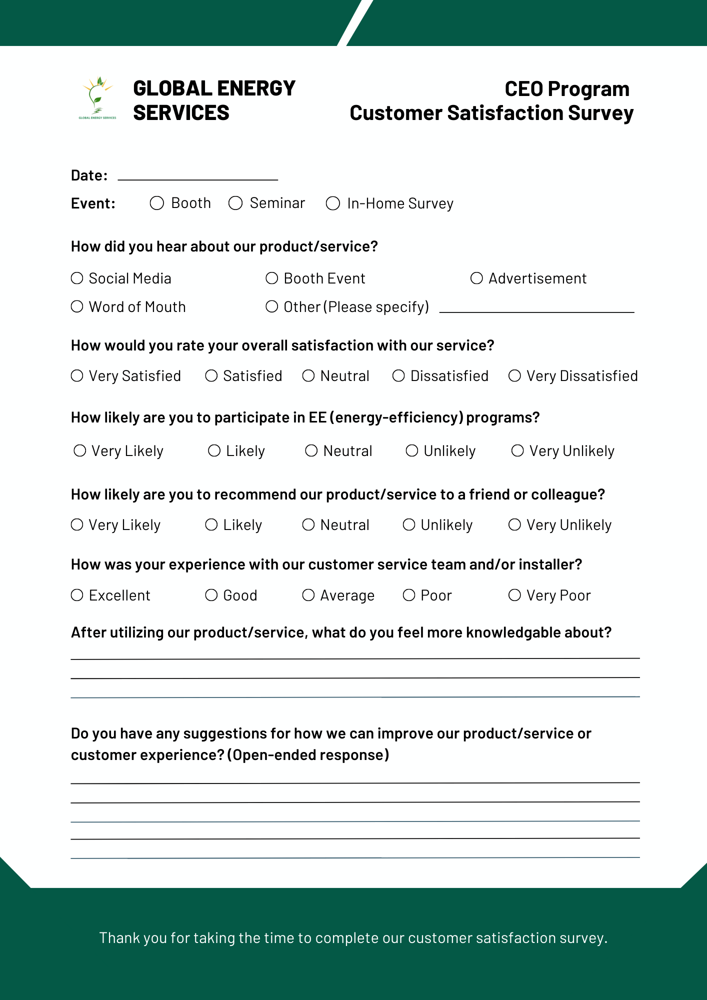 GLOBAL ENERGY SERVICES
GLOBAL ENERGY
SERVICES
CEO Program
Customer Satisfaction Survey
Date:
Event: Booth Seminar In-Home Survey
How did you hear about our product/service?
Social Media Booth Event Advertisement
Word of Mouth Other (Please specify)
How would you rate your overall satisfaction with our service?
Very Satisfied Satisfied Neutral Dissatisfied Very Dissatisfied
How likely are you to participate in EE (energy-efficiency) programs?
Very Likely Likely Neutral Unlikely Very Unlikely
How likely are you to recommend our product/service to a friend or colleague?
Very Likely Likely Neutral Unlikely Very Unlikely
How was your experience with our customer service team and/or installer?
Excellent Good Average Poor Very Poor
After utilizing our product/service, what do you feel more knowledgable about?
Do you have any suggestions for how we can improve our product/service or
customer experience? (Open-ended response)
Thank you for taking the time to complete our customer satisfaction survey.